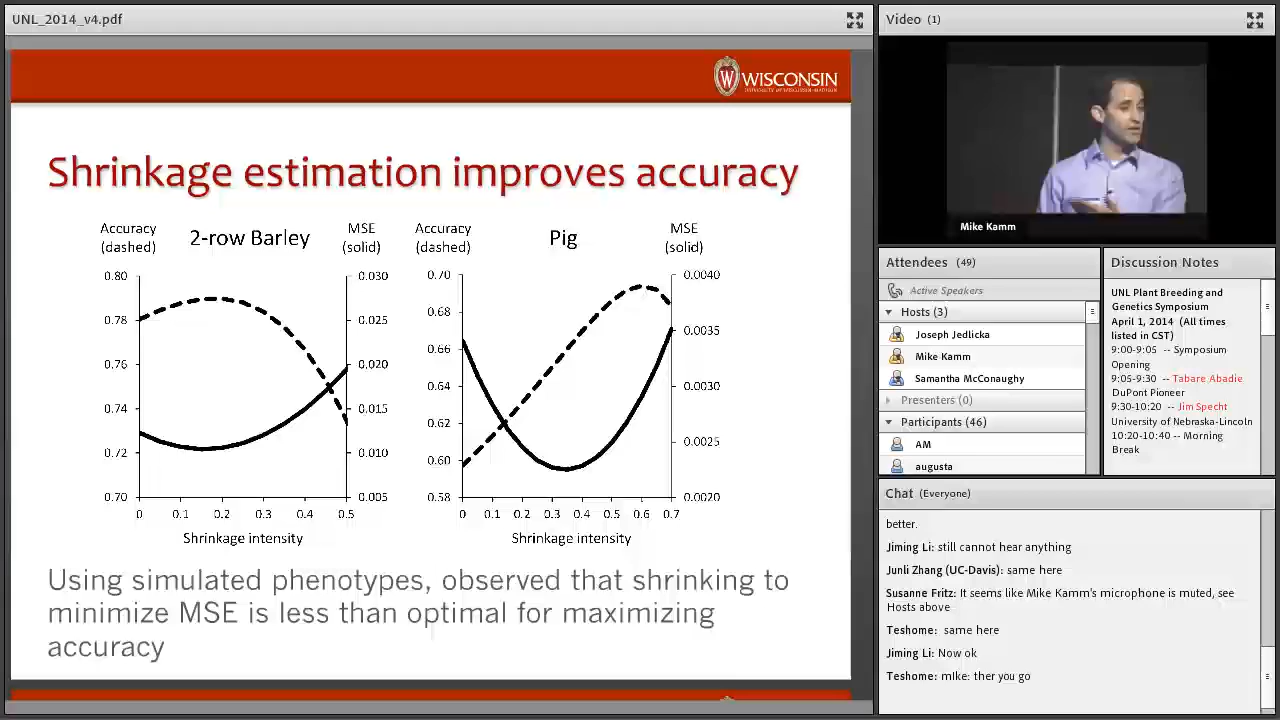 UNL_2014_v4.pdf
WISCONSIN
UNIVERSITY OF WISCONSIN-MADISON
Shrinkage estimation improves accuracy
Accuracy
(dashed)
2-row Barley
MSE
(solid)
0.80
0.78
0.76
0.74
0.72
0.70
0.030
0.025
0.020
0.015
0.010
0.005
0 0.1 0.2 0.3 0.4 0.5
Shrinkage intensity
Accuracy
(dashed)
Pig
MSE
(solid)
0.70
0.68
0.66
0.64
0.62
0.60
0.58
0.0040
0.0035
0.0030
0.0025
0.0020
0 0.1 0.2 0.3 0.4 0.5 0.6 0.7
Shrinkage intensity
Using simulated phenotypes, observed that shrinking to
minimize MSE is less than optimal for maximizing
accuracy
Video (1)
Mike Kamm
Attendees (49)
Active Speakers
Hosts (3)
Joseph Jedlicka
Mike Kamm
Samantha McConaughy
Presenters (0)
Participants (46)
AM
augusta
Discussion Notes
UNL Plant Breeding and
Genetics Symposium
April 1, 2014 (All times
listed in CST)
9:00-9:05 -- Symposium
Opening
9:05-9:30 -- Tabare Abadie
DuPont Pioneer
9:30-10:20 -- Jim Specht
University of Nebraska-Lincoln
10:20-10:40 -- Morning
Break
Chat (Everyone)
better.
Jiming Li: still cannot hear anything
Junli Zhang (UC-Davis): same here
Susanne Fritz: It seems like Mike Kamm's microphone is muted, see
Hosts above
Teshome: same here
Jiming Li: Now ok
Teshome: mIke: ther you go